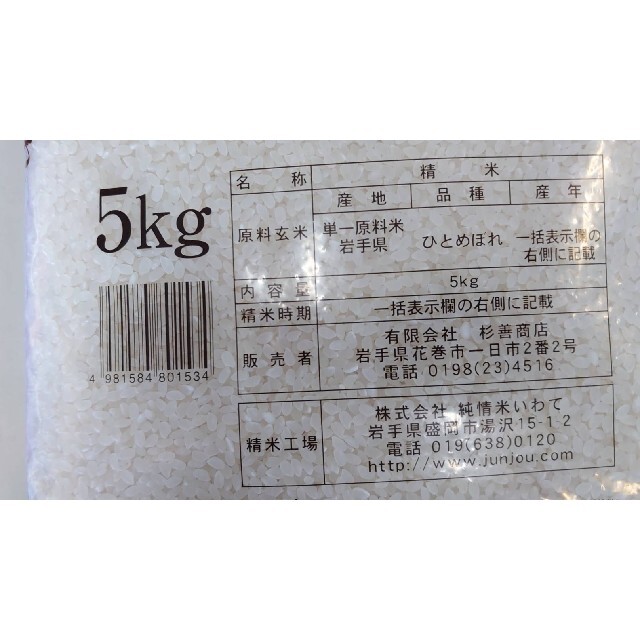 5kg
4 981584 801534
名 称 精 米
産 地 品 種 産 年
原料玄米 単一原料米 岩手県 ひとめぼれ 一括表示欄の右側に記載
内 容 量 5kg
精米時期 一括表示欄の右側に記載
販 売 者 有限会社 杉善商店
岩手県花巻市一日市2番2号
電話 0198(23)4516
精米工場 株式会社 純情米いわて
岩手県盛岡市湯沢15-1-2
電話 019(638)0120
http://www.junjou.com